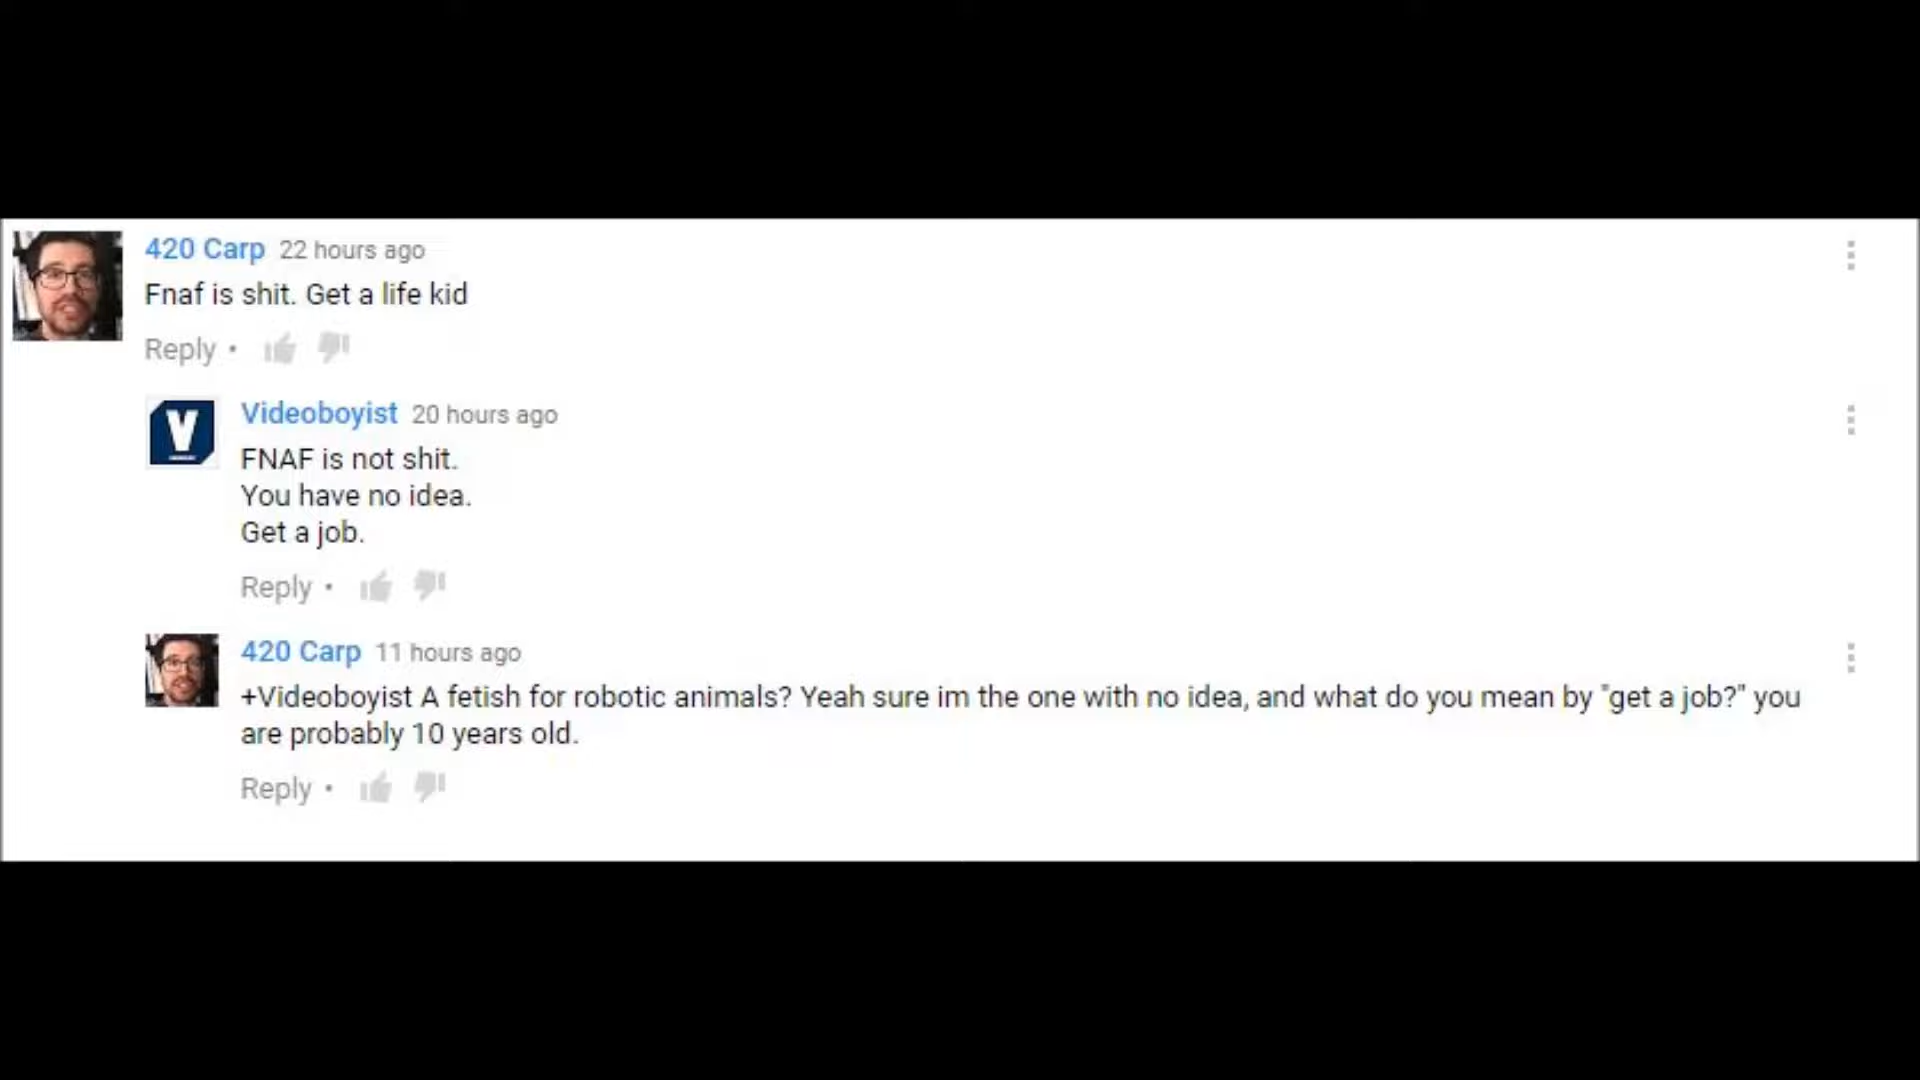 420 Carp 22 hours ago
Fnaf is shit. Get a life kid
Reply •
V
Videoboyist 20 hours ago
FNAF is not shit.
You have no idea.
Get a job.
Reply •
420 Carp 11 hours ago
+Videoboyist A fetish for robotic animals? Yeah sure im the one with no idea, and what do you mean by "get a job?" you
are probably 10 years old.
Reply •